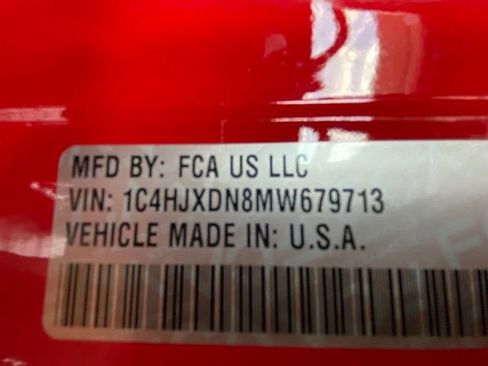 MFD BY: FCA US LLC
VIN: 1C4HJXDN8MW679713
VEHICLE MADE IN: U.S.A.